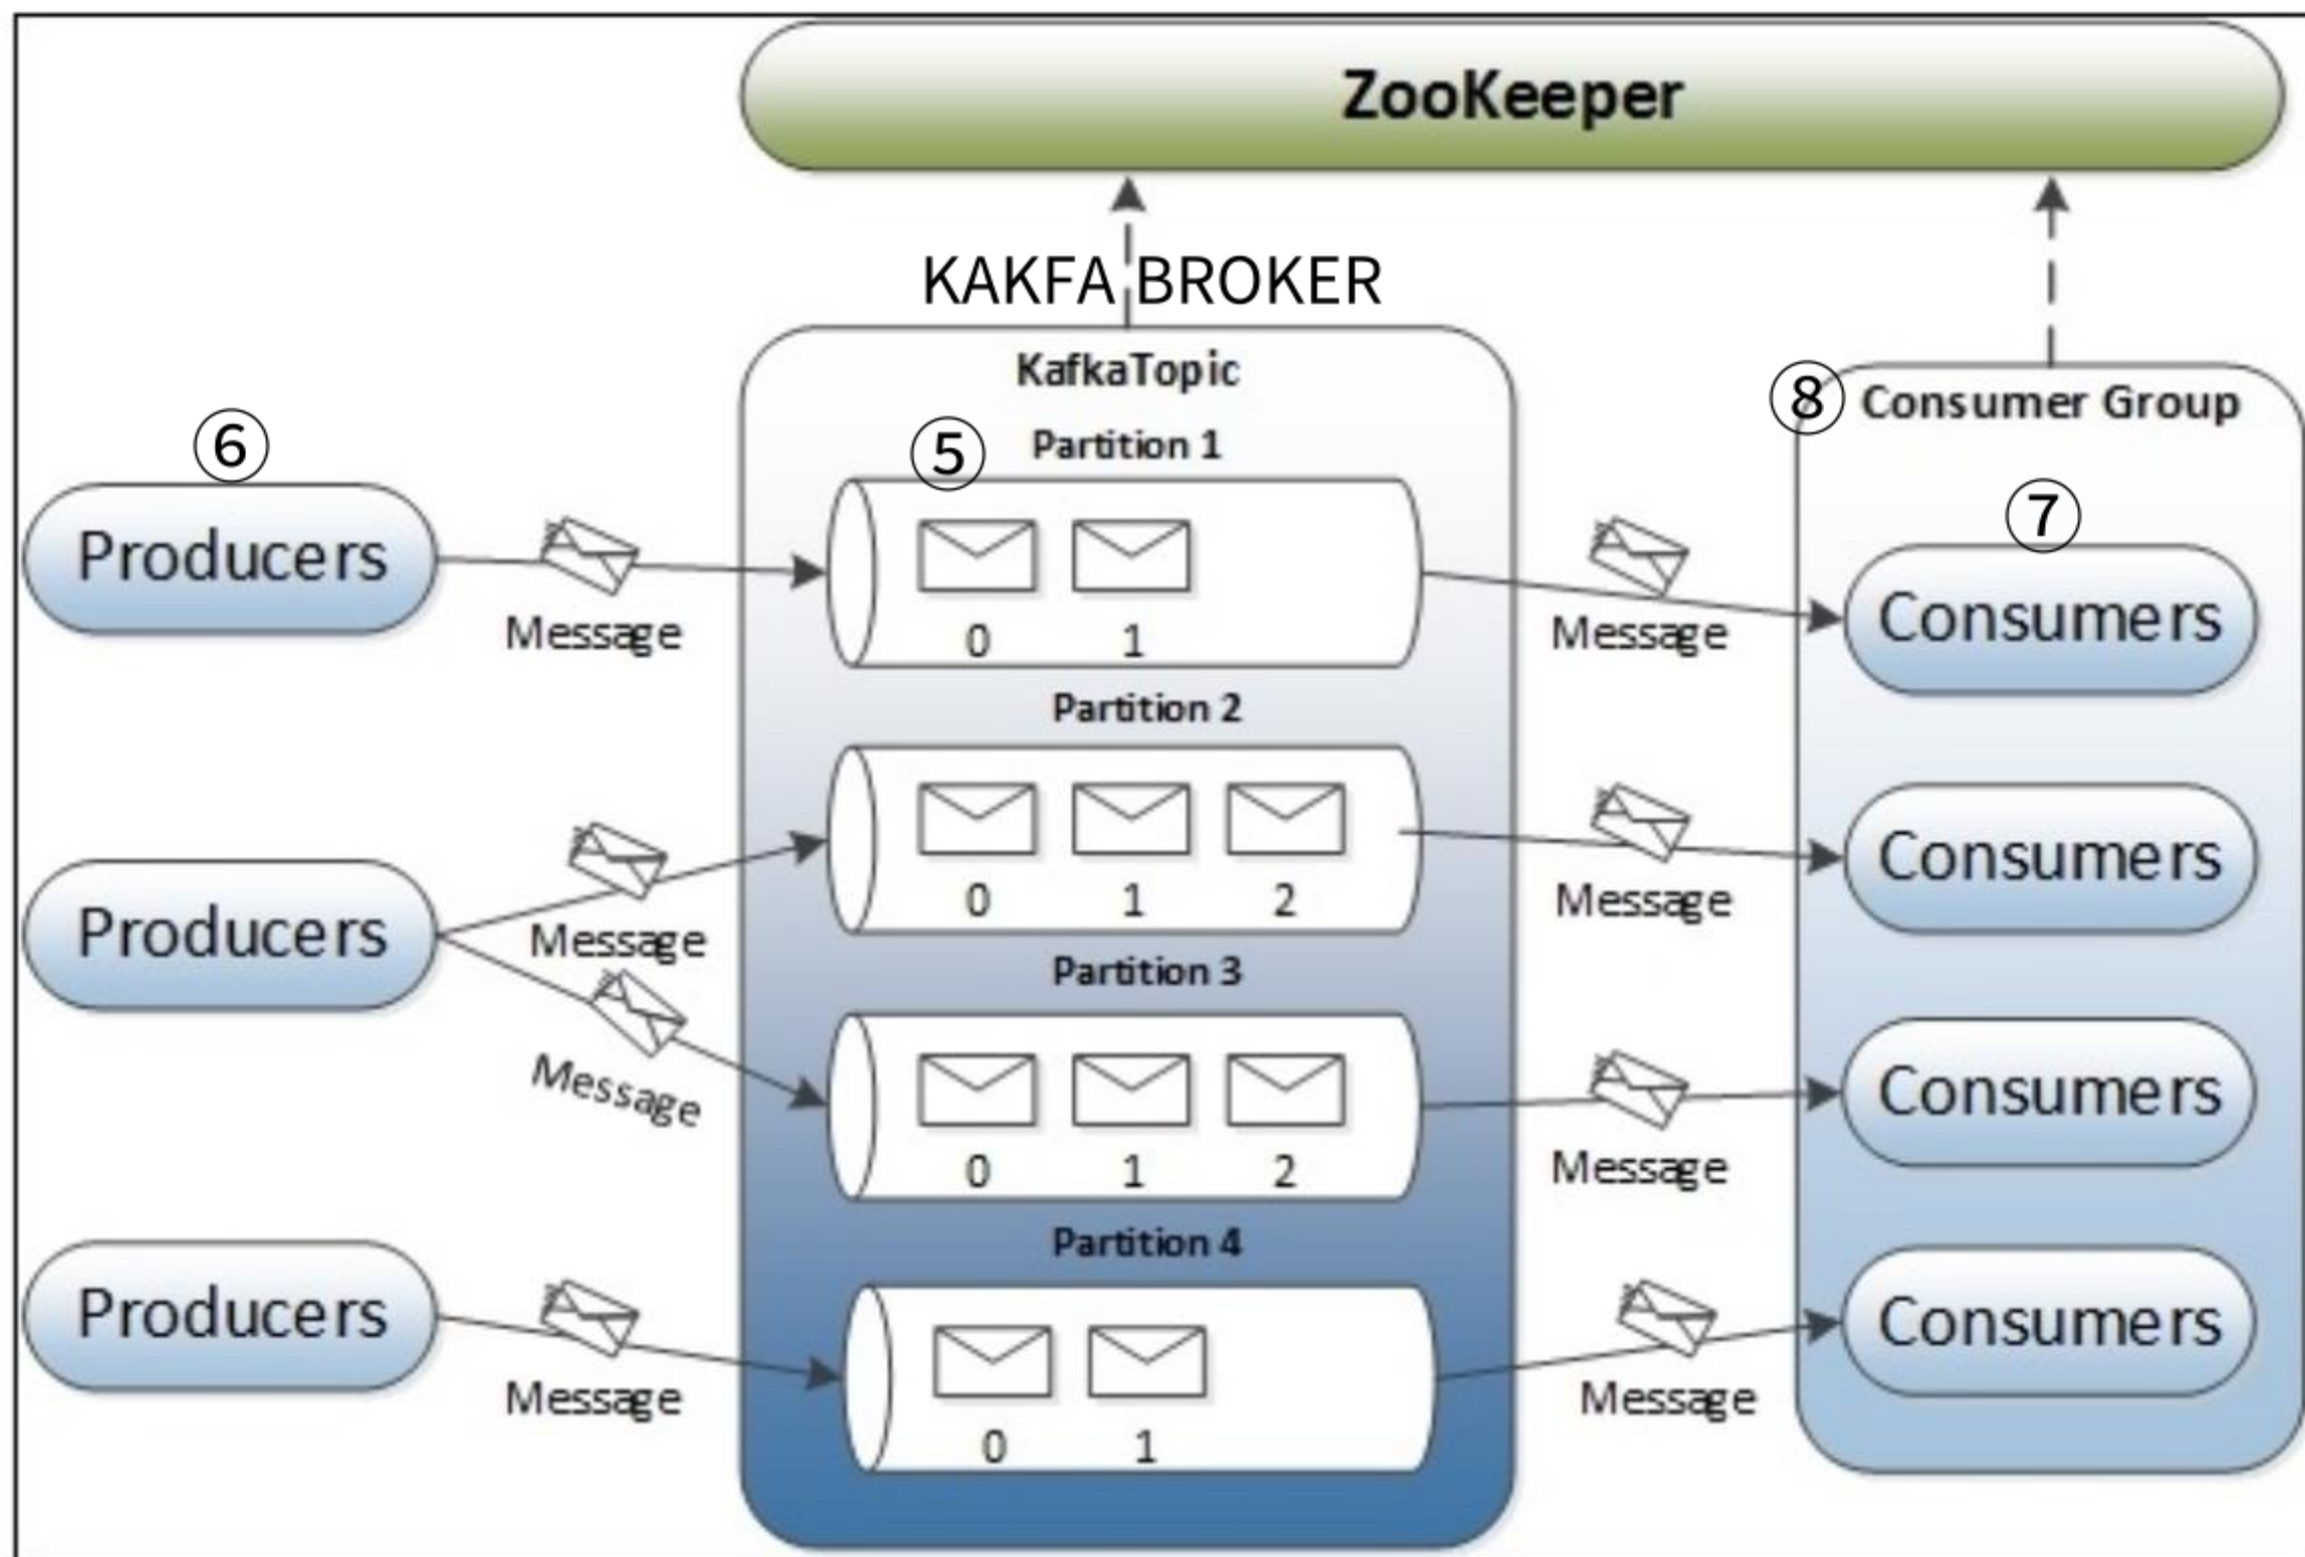 ZooKeeper
KAKFA BROKER
KafkaTopic
⑧ Consumer Group
⑥
⑤ Partition 1
⑦
Producers
Message
0 1
Message
Consumers
Partition 2
Producers
Message
Message
0 1 2
Message
Consumers
Partition 3
0 1 2
Message
Consumers
Partition 4
Producers
Message
0 1
Message
Consumers